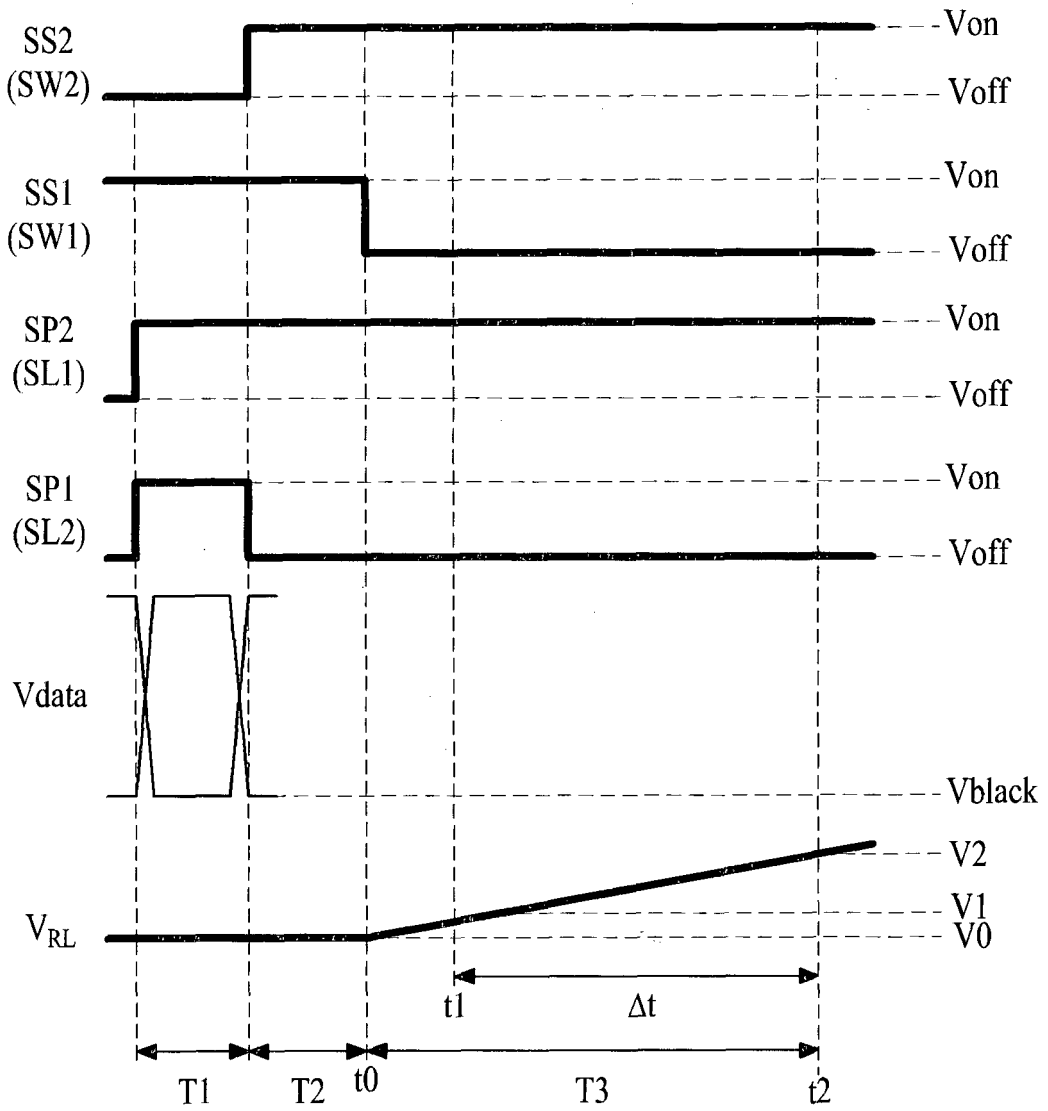 SS2
(SW2)
Von
Voff
SS1
(SW1)
Von
Voff
SP2
(SL1)
Von
Voff
SP1
(SL2)
Von
Voff
Vdata
Vblack
VRL
V2
V1
V0
t1
Δt
T1
T2
t0
T3
t2